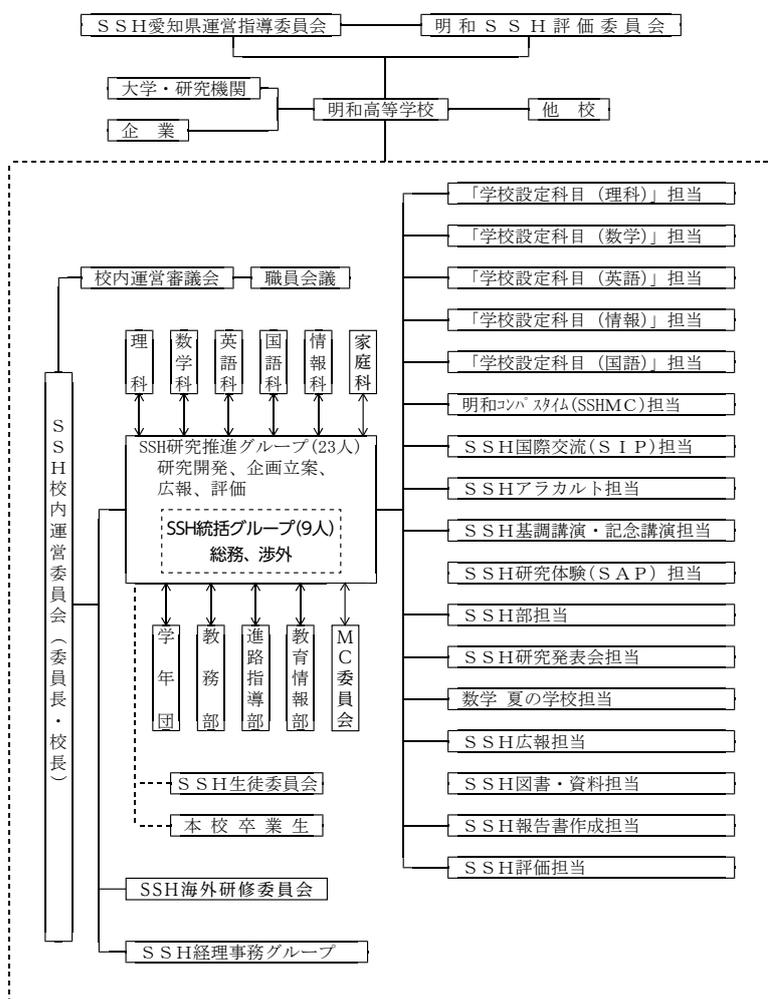 ＳＳＨ愛知県運営指導委員会
明和ＳＳＨ評価委員会
大学・研究機関
企　業
明和高等学校
他　校
「学校設定科目（理科）」担当
「学校設定科目（数学）」担当
「学校設定科目（英語）」担当
「学校設定科目（情報）」担当
「学校設定科目（国語）」担当
明和ｺﾝﾊﾟｽﾀｲﾑ(SSHＭＣ)担当
ＳＳＨ国際交流(ＳＩＰ)担当
ＳＳＨアラカルト担当
ＳＳＨ基調講演・記念講演担当
ＳＳＨ研究体験(ＳＡＰ) 担当
ＳＳＨ部担当
ＳＳＨ研究発表会担当
数学 夏の学校担当
ＳＳＨ広報担当
ＳＳＨ図書・資料担当
ＳＳＨ報告書作成担当
ＳＳＨ評価担当
校内運営審議会
職員会議
理科
数学科
英語科
国語科
情報科
家庭科
ＳＳＨ校内運営委員会（委員長・校長）
SSH研究推進グループ(23人)
研究開発、企画立案、
広報、評価
SSH統括グループ(9人)
総務、渉外
学年団
教務部
進路指導部
教育情報部
ＭＣ委員会
ＳＳＨ生徒委員会
本校卒業生
SSH海外研修委員会
ＳＳＨ経理事務グループ